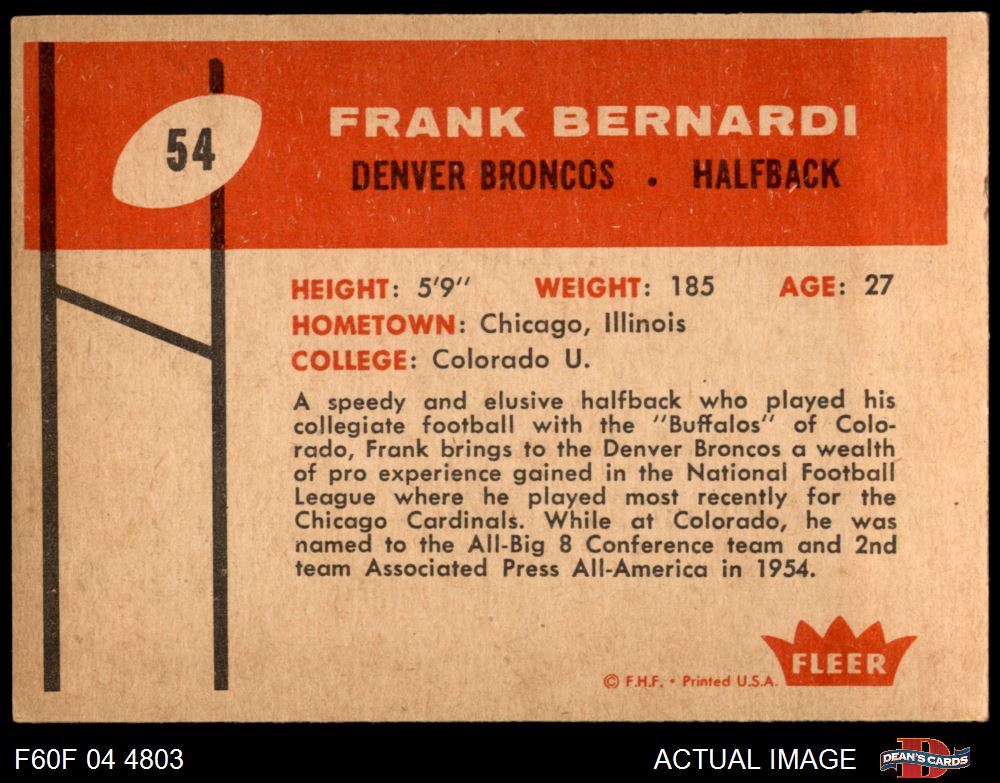 54
FRANK BERNARDI
DENVER BRONCOS . HALFBACK
HEIGHT: 5'9" WEIGHT: 185 AGE: 27
HOMETOWN: Chicago, Illinois
COLLEGE: Colorado U.
A speedy and elusive halfback who played his
collegiate football with the "Buffalos" of Colo-
rado, Frank brings to the Denver Broncos a wealth
of pro experience gained in the National Football
League where he played most recently for the
Chicago Cardinals. While at Colorado, he was
named to the All-Big 8 Conference team and 2nd
team Associated Press All-America in 1954.
FLEER
© F.H.F. • Printed U.S.A.
F60F 04 4803 ACTUAL IMAGE D DEAN'S CARDS